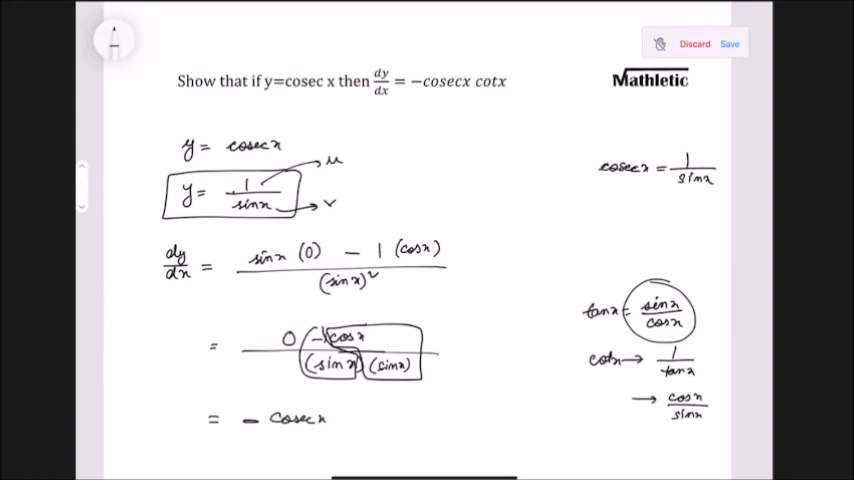 Discard Save
Show that if y=cosec x then dy/dx = −cosecx cotx
√Mathletic
y = cosecx
cosecx = 1/sinx
y = 1/sinx → u → v
dy/dx = (sinx (0) − 1 (cosx))/(sinx)²
tanx = sinx/cosx
= (0 − 1cosx)/((sinx)(sinx))
cotx → 1/tanx
→ cosx/sinx
= − cosecx